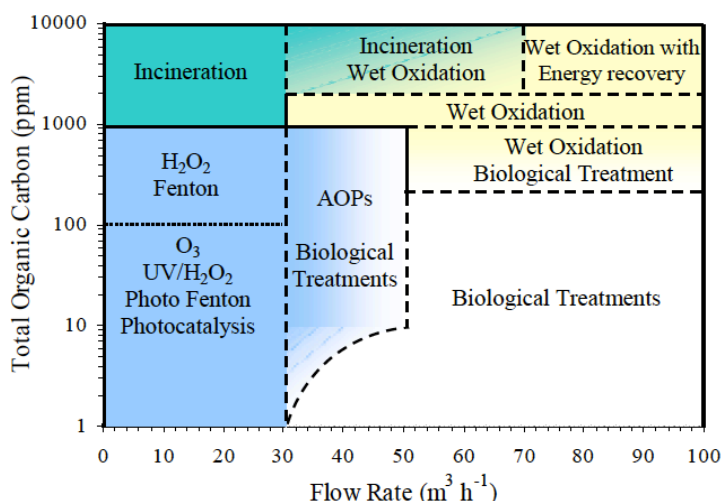 Total Organic Carbon (ppm)
10000
1000
100
10
1
Incineration
Incineration
Wet Oxidation
Wet Oxidation with
Energy recovery
Wet Oxidation
H₂O₂
Fenton
AOPs
Biological
Treatments
Wet Oxidation
Biological Treatment
O₃
UV/H₂O₂
Photo Fenton
Photocatalysis
Biological Treatments
0 10 20 30 40 50 60 70 80 90 100
Flow Rate (m³ h⁻¹)